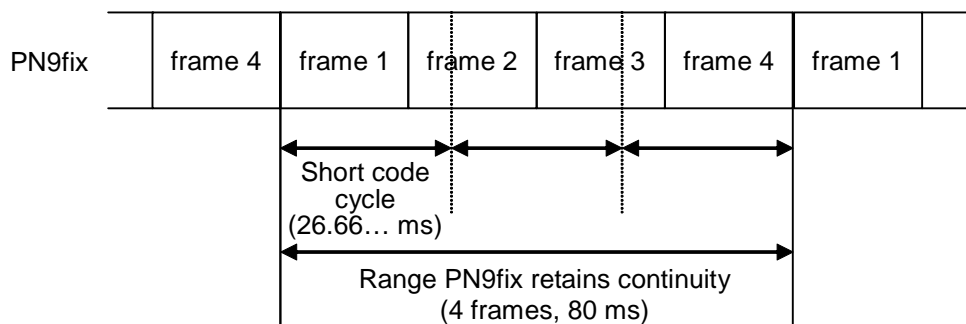 PN9fix
frame 4 frame 1 frame 2 frame 3 frame 4 frame 1
Short code
cycle
(26.66… ms)
Range PN9fix retains continuity
(4 frames, 80 ms)